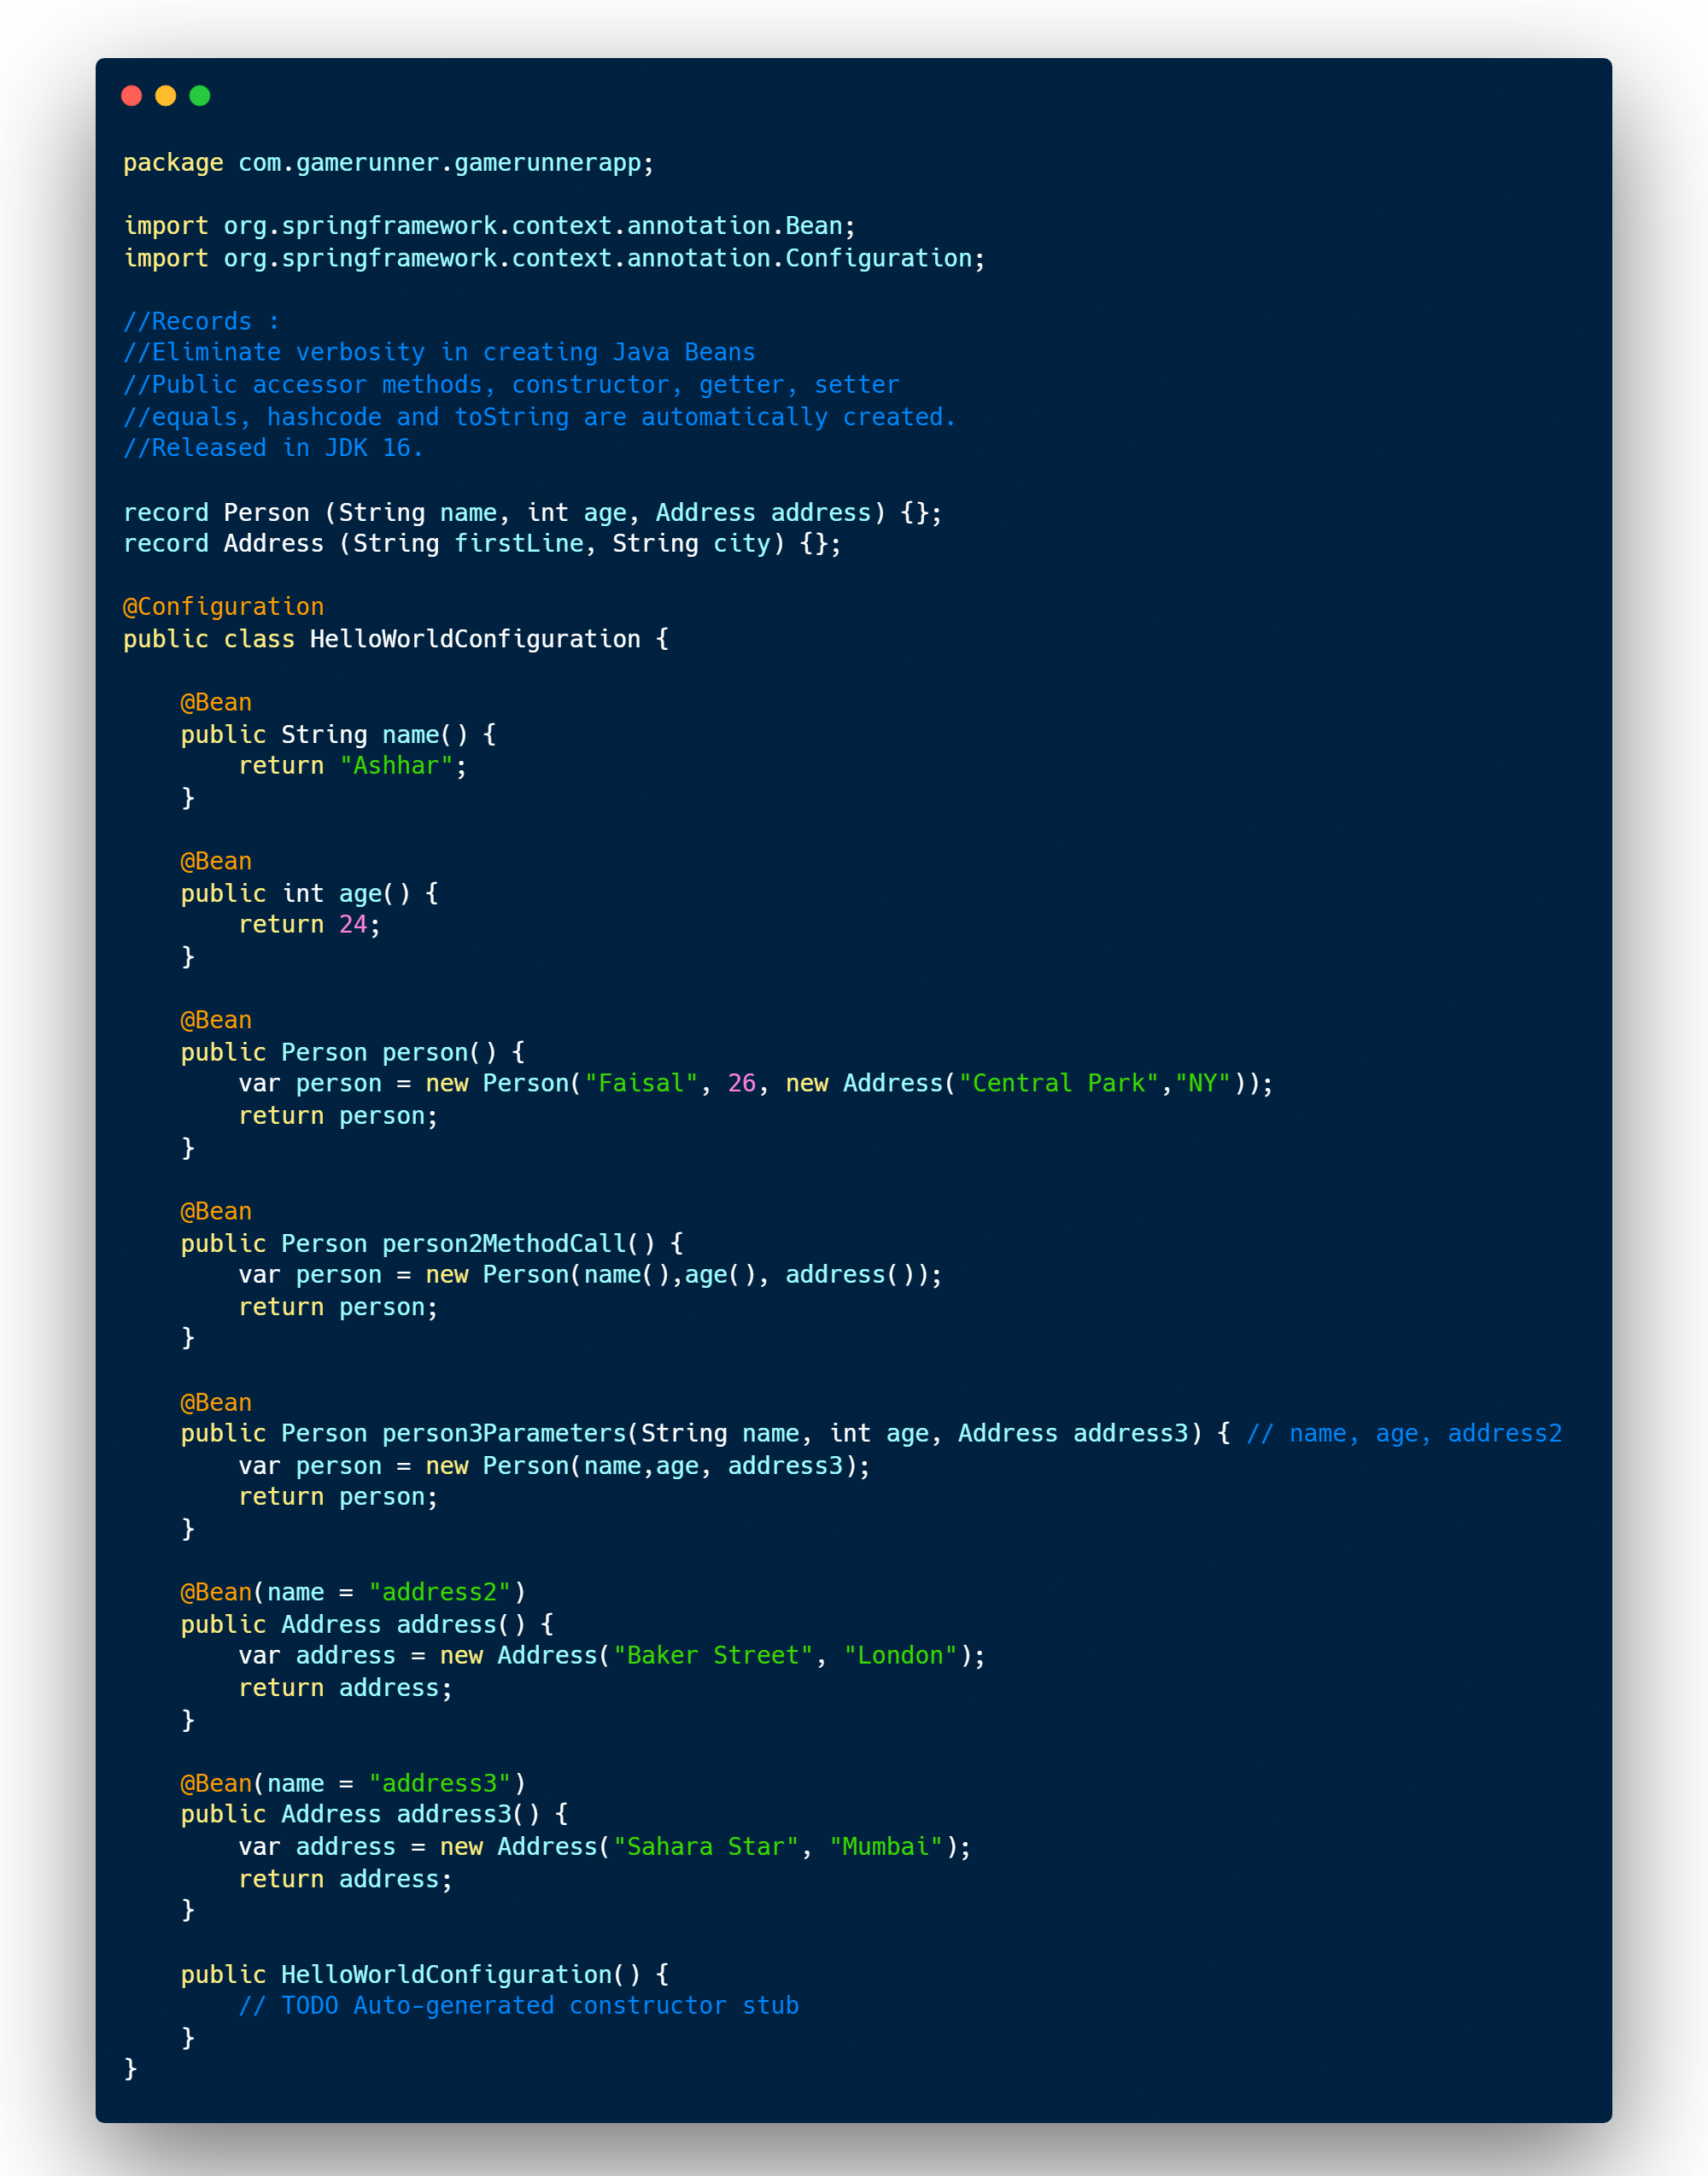 package com.gamerunner.gamerunnerapp;

import org.springframework.context.annotation.Bean;
import org.springframework.context.annotation.Configuration;

//Records :
//Eliminate verbosity in creating Java Beans
//Public accessor methods, constructor, getter, setter
//equals, hashcode and toString are automatically created.
//Released in JDK 16.

record Person (String name, int age, Address address) {};
record Address (String firstLine, String city) {};

@Configuration
public class HelloWorldConfiguration {

    @Bean
    public String name() {
        return "Ashhar";
    }

    @Bean
    public int age() {
        return 24;
    }

    @Bean
    public Person person() {
        var person = new Person("Faisal", 26, new Address("Central Park","NY"));
        return person;
    }

    @Bean
    public Person person2MethodCall() {
        var person = new Person(name(),age(), address());
        return person;
    }

    @Bean
    public Person person3Parameters(String name, int age, Address address3) { // name, age, address2
        var person = new Person(name,age, address3);
        return person;
    }

    @Bean(name = "address2")
    public Address address() {
        var address = new Address("Baker Street", "London");
        return address;
    }

    @Bean(name = "address3")
    public Address address3() {
        var address = new Address("Sahara Star", "Mumbai");
        return address;
    }

    public HelloWorldConfiguration() {
        // TODO Auto-generated constructor stub
    }
}